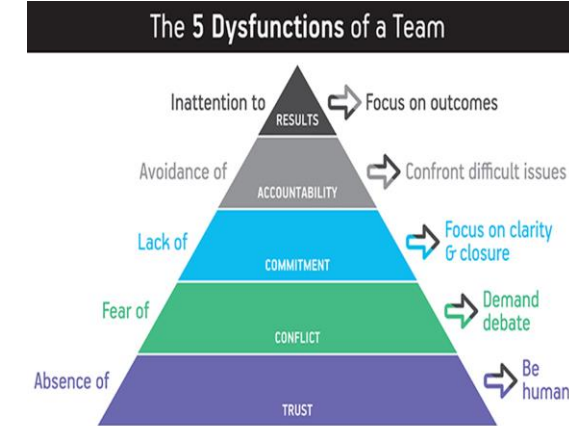 The 5 Dysfunctions of a Team
Inattention to
RESULTS
Focus on outcomes
Avoidance of
ACCOUNTABILITY
Confront difficult issues
Lack of
COMMITMENT
Focus on clarity
& closure
Fear of
CONFLICT
Demand
debate
Absence of
TRUST
Be
human